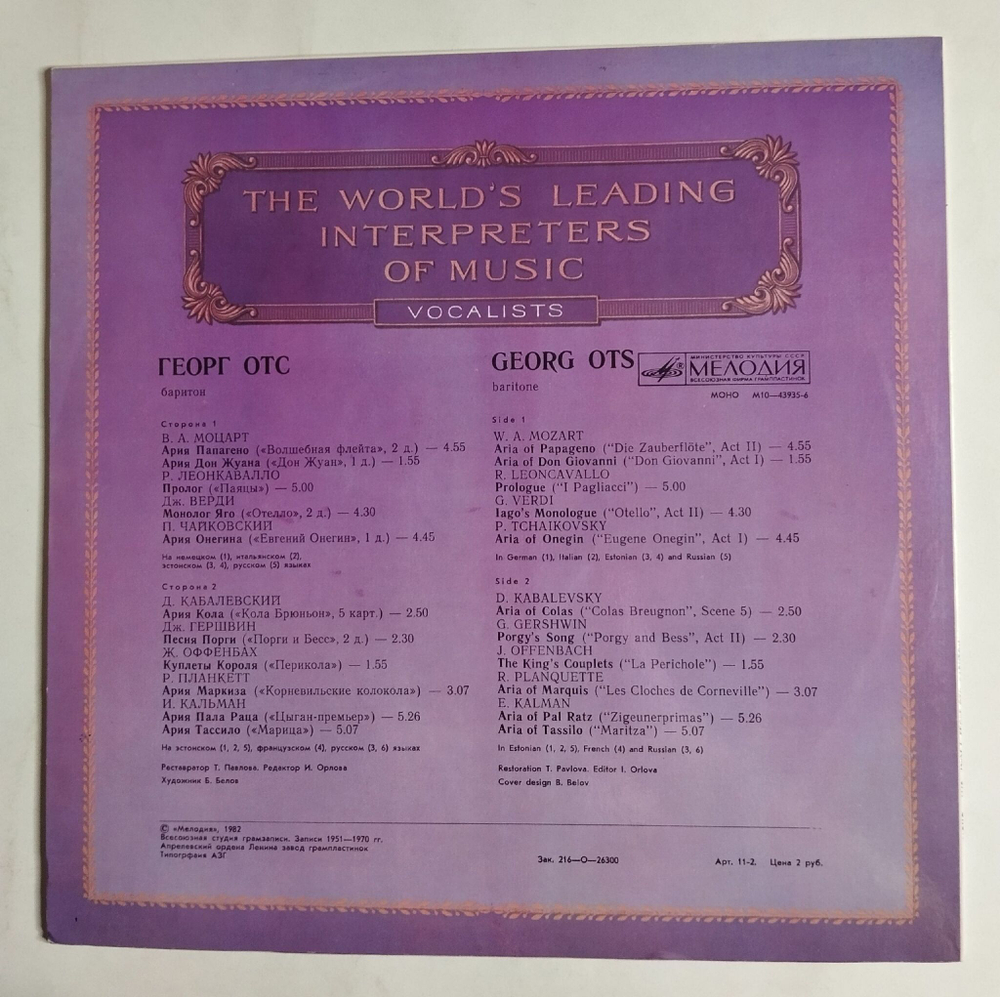 THE WORLD'S LEADING
INTERPRETERS
OF MUSIC
VOCALISTS
ГЕОРГ ОТС
баритон
Сторона 1
В. А. МОЦАРТ
Ария Папагено («Волшебная флейта», 2 д.) — 4.55
Ария Дон Жуана («Дон Жуан», 1 д.) — 1.55
Р. ЛЕОНКАВАЛЛО
Пролог («Паяцы») — 5.00
Дж. ВЕРДИ
Монолог Яго («Отелло», 2 д.) — 4.30
П. ЧАЙКОВСКИЙ
Ария Онегина («Евгений Онегин», 1 д.) — 4.45
На немецком (1), итальянском (2),
эстонском (3, 4), русском (5) языках
Сторона 2
Д. КАБАЛЕВСКИЙ
Ария Кола («Кола Брюньон», 5 карт.) — 2.50
Дж. ГЕРШВИН
Песня Порги («Порги и Бесс», 2 д.) — 2.30
Ж. ОФФЕНБАХ
Куплеты Короля («Перикола») — 1.55
Р. ПЛАНКЕТТ
Ария Маркиза («Корневильские колокола») — 3.07
И. КАЛЬМАН
Ария Пала Раца («Цыган-премьер») — 5.26
Ария Тассило («Марица») — 5.07
На эстонском (1, 2, 5), французском (4), русском (3, 6) языках
Реставратор Т. Павлова. Редактор И. Орлова
Художник Б. Белов
GEORG OTS
baritone
МИНИСТЕРСТВО КУЛЬТУРЫ СССР
МЕЛОДИЯ
ВСЕСОЮЗНАЯ ФИРМА ГРАМПЛАСТИНОК
МОНО М10—43935-6
Side 1
W. A. MOZART
Aria of Papageno ("Die Zauberflöte", Act II) — 4.55
Aria of Don Giovanni ("Don Giovanni", Act I) — 1.55
R. LEONCAVALLO
Prologue ("I Pagliacci") — 5.00
G. VERDI
Iago's Monologue ("Otello", Act II) — 4.30
P. TCHAIKOVSKY
Aria of Onegin ("Eugene Onegin", Act I) — 4.45
In German (1), Italian (2), Estonian (3, 4) and Russian (5)
Side 2
D. KABALEVSKY
Aria of Colas ("Colas Breugnon", Scene 5) — 2.50
G. GERSHWIN
Porgy's Song ("Porgy and Bess", Act II) — 2.30
J. OFFENBACH
The King's Couplets ("La Perichole") — 1.55
R. PLANQUETTE
Aria of Marquis ("Les Cloches de Corneville") — 3.07
E. KALMAN
Aria of Pal Ratz ("Zigeunerprimas") — 5.26
Aria of Tassilo ("Maritza") — 5.07
In Estonian (1, 2, 5), French (4) and Russian (3, 6)
Restoration T. Pavlova. Editor I. Orlova
Cover design B. Belov
© «Мелодия», 1982
Всесоюзная студия грамзаписи. Записи 1951—1970 гг.
Апрелевский ордена Ленина завод грампластинок
Типография АЗГ
Зак. 216—О—26300
Арт. 11-2. Цена 2 руб.